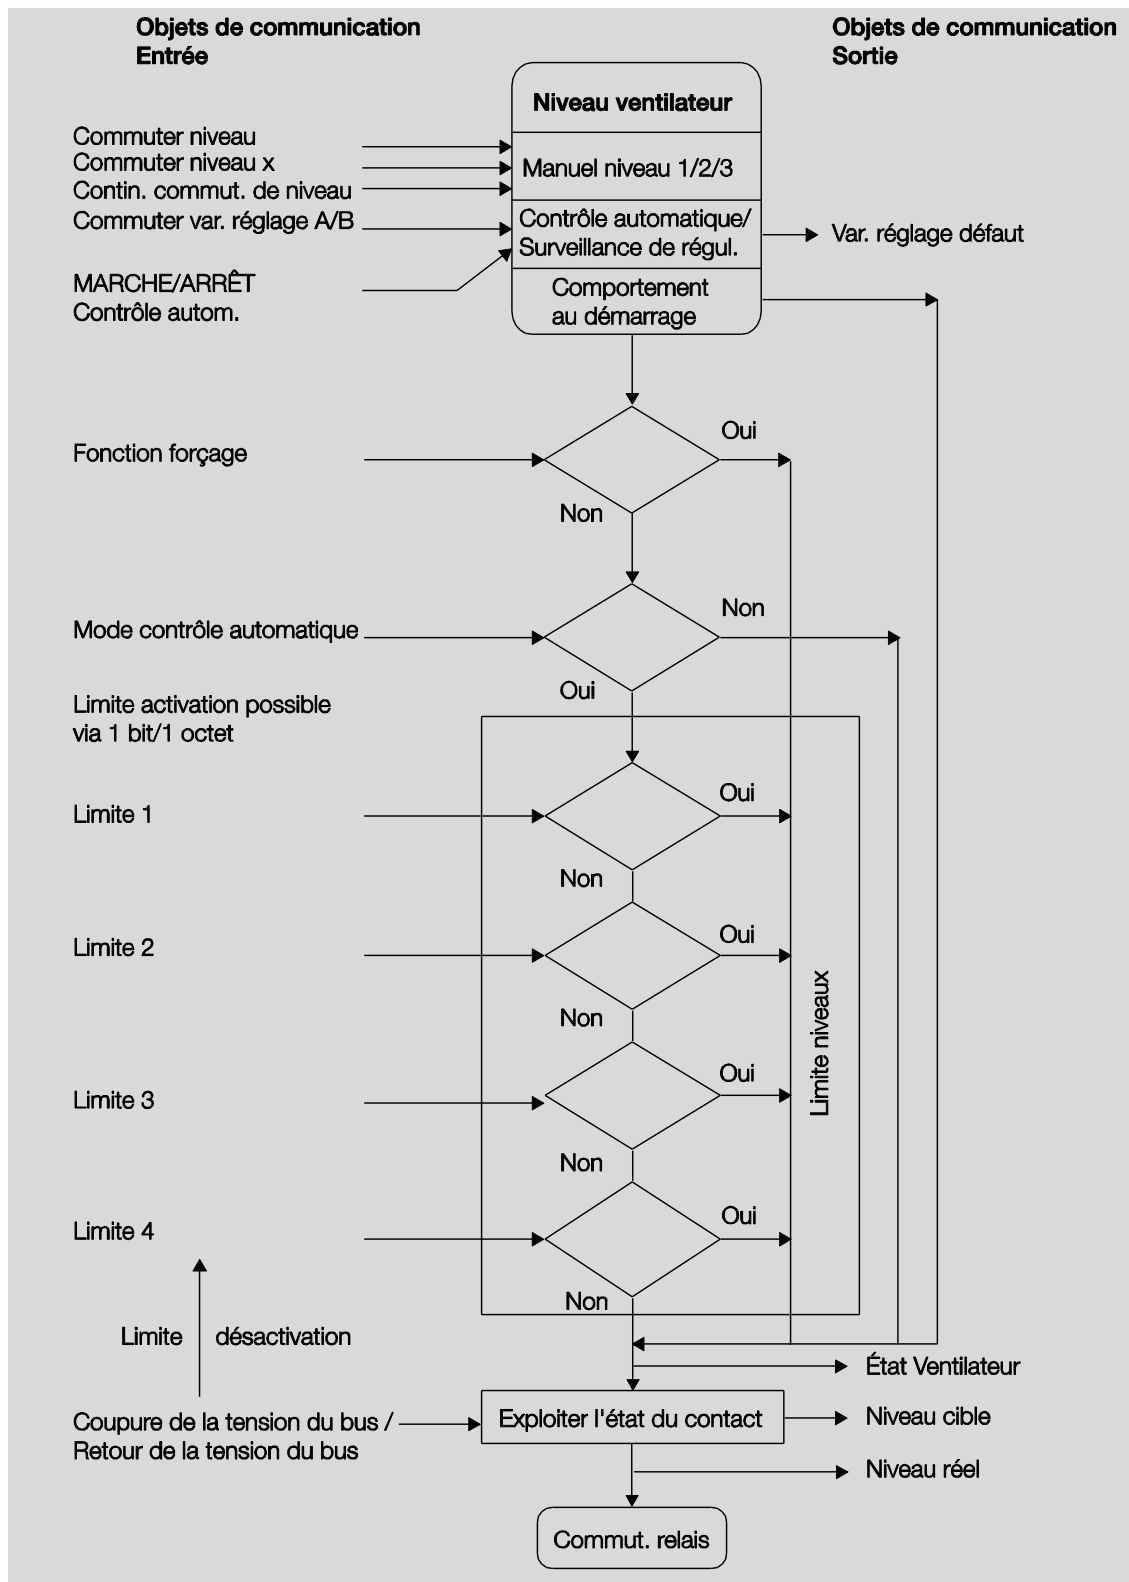 Objets de communication
Entrée
Objets de communication
Sortie
Niveau ventilateur
Commuter niveau
Commuter niveau x
Contin. commut. de niveau
Manuel niveau 1/2/3
Commuter var. réglage A/B
Contrôle automatique/
Surveillance de régul.
Var. réglage défaut
MARCHE/ARRÊT
Contrôle autom.
Comportement
au démarrage
Oui
Fonction forçage
Non
Non
Mode contrôle automatique
Oui
Limite activation possible
via 1 bit/1 octet
Oui
Limite 1
Non
Oui
Limite 2
Non
Limite niveaux
Oui
Limite 3
Non
Oui
Limite 4
Non
Limite désactivation
État Ventilateur
Coupure de la tension du bus /
Retour de la tension du bus
Exploiter l'état du contact
Niveau cible
Niveau réel
Commut. relais